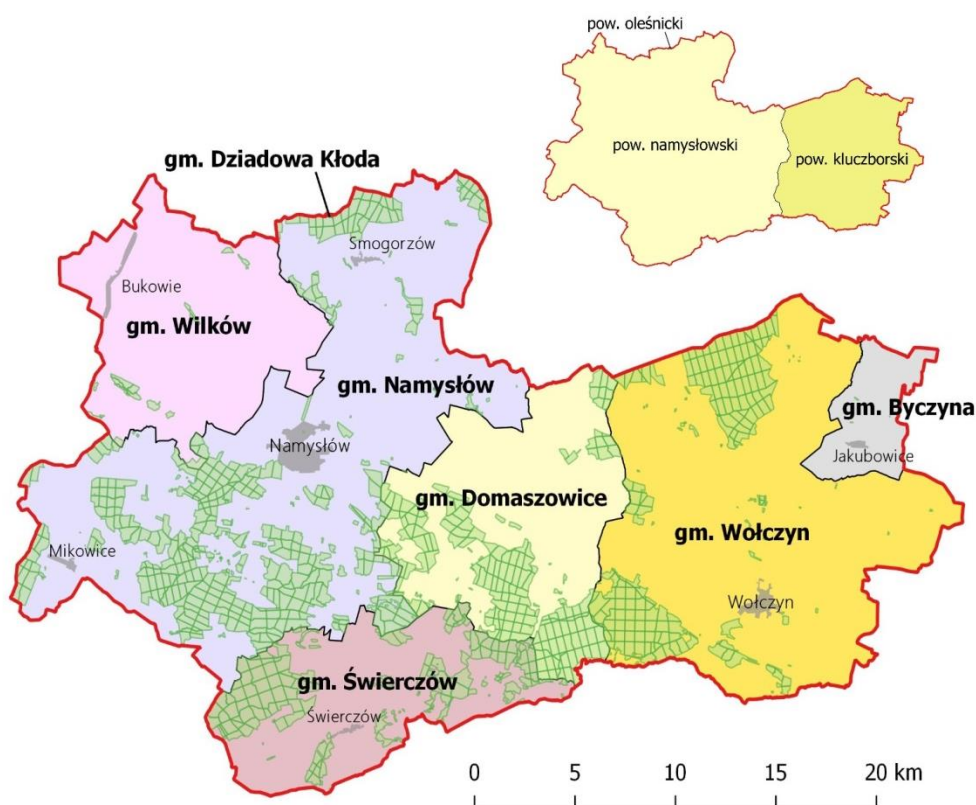 pow. oleśnicki
pow. namysłowski
pow. kluczborski
gm. Dziadowa Kłoda
Smogorzów
Bukowie
gm. Wilków
gm. Namysłów
gm. Byczyna
Namysłów
Jakubowice
gm. Domaszowice
gm. Wołczyn
Mikowice
Wołczyn
gm. Świerczów
Świerczów
0 5 10 15 20 km